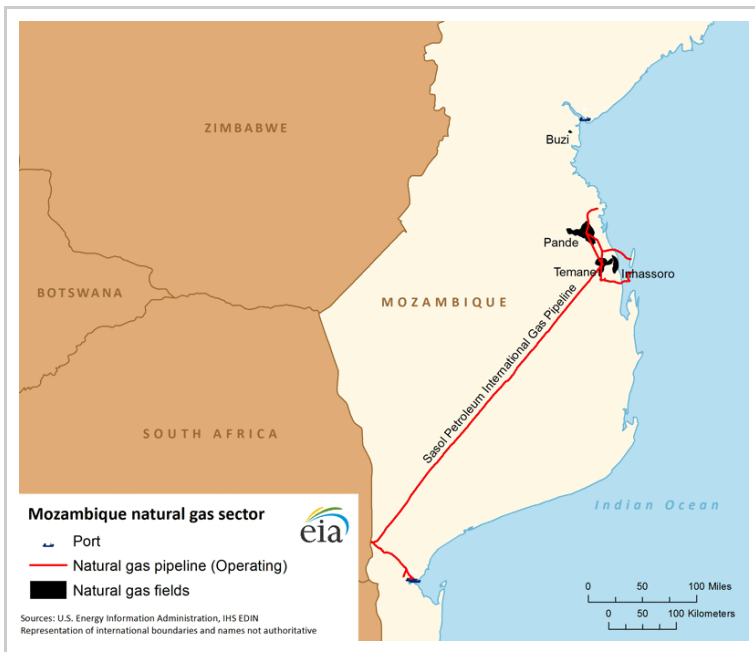 ZIMBABWE
Buzi
Pande
Temane
Inhassoro
BOTSWANA
MOZAMBIQUE
Sasol Petroleum International Gas Pipeline
SOUTH AFRICA
Indian Ocean
Mozambique natural gas sector
eia
Port
Natural gas pipeline (Operating)
Natural gas fields
0 50 100 Miles
0 50 100 Kilometers
Sources: U.S. Energy Information Administration, IHS EDIN
Representation of international boundaries and names not authoritative